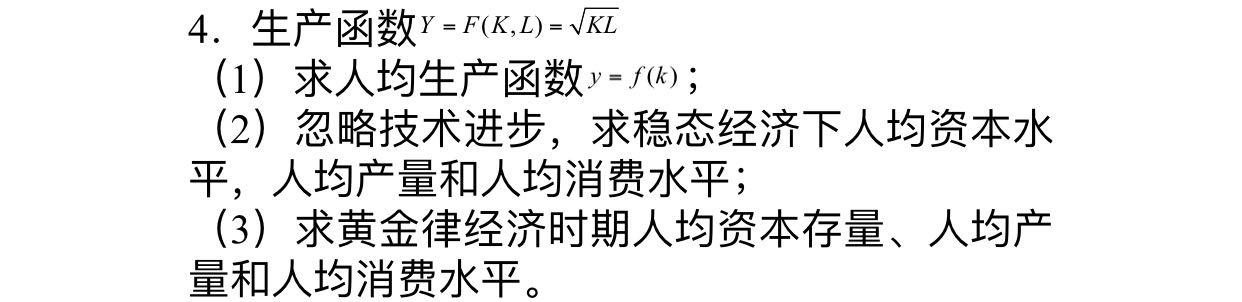 4．生产函数Y = F(K, L) = √KL
（1）求人均生产函数y = f(k)；
（2）忽略技术进步，求稳态经济下人均资本水
平，人均产量和人均消费水平；
（3）求黄金律经济时期人均资本存量、人均产
量和人均消费水平。